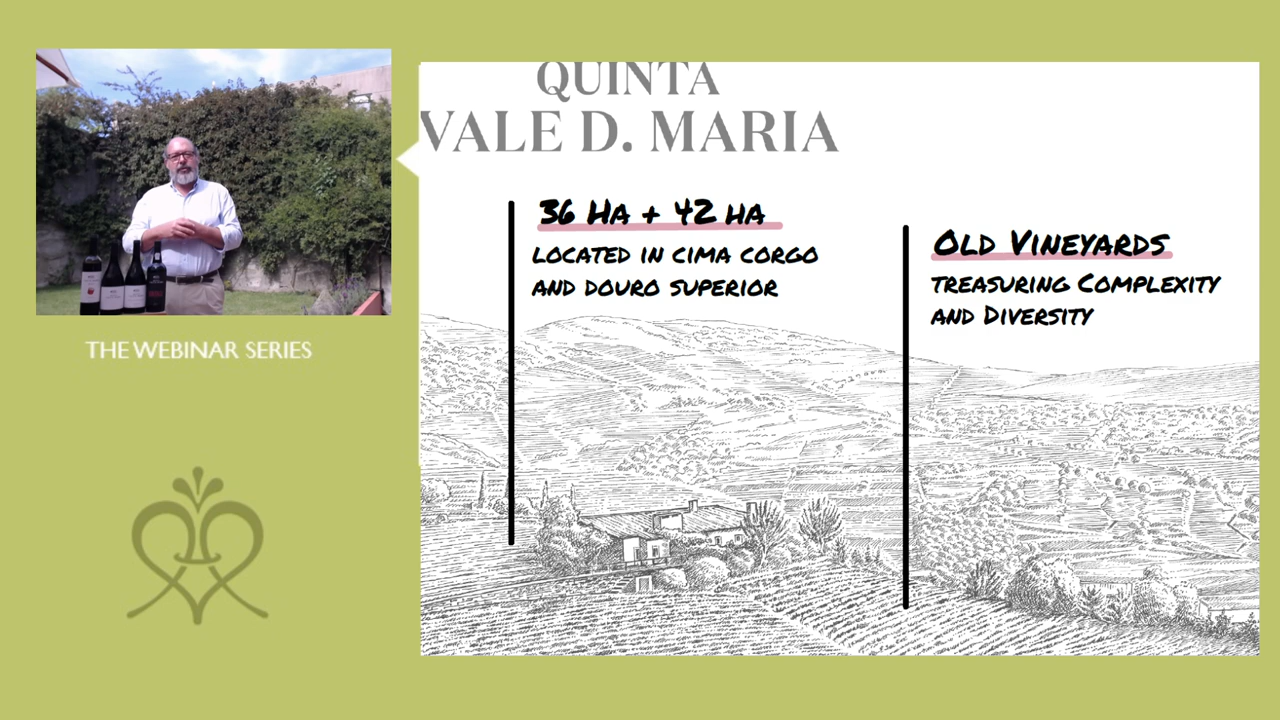 QUINTA
VALE D. MARIA
36 HA + 42 HA
LOCATED IN CIMA CORGO
AND DOURO SUPERIOR
OLD VINEYARDS
TREASURING COMPLEXITY
AND DIVERSITY
THE WEBINAR SERIES